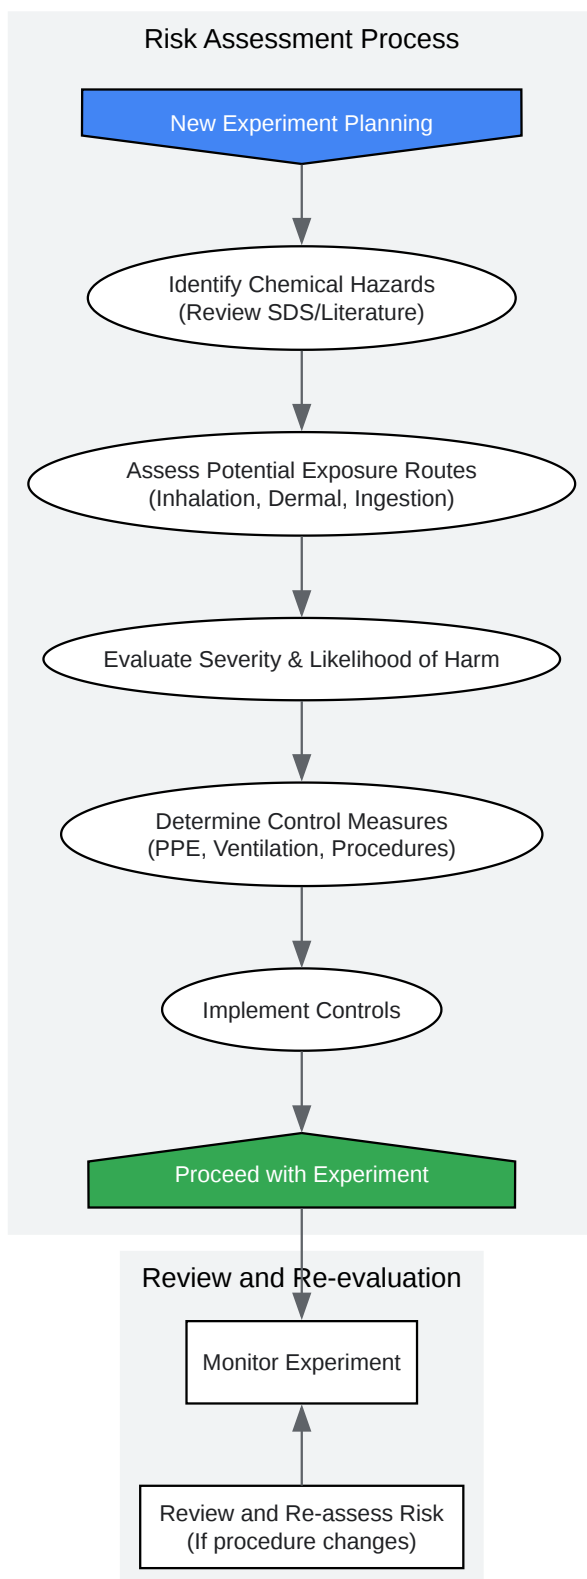 Risk Assessment Process
New Experiment Planning
Identify Chemical Hazards
(Review SDS/Literature)
Assess Potential Exposure Routes
(Inhalation, Dermal, Ingestion)
Evaluate Severity & Likelihood of Harm
Determine Control Measures
(PPE, Ventilation, Procedures)
Implement Controls
Proceed with Experiment
Review and Re-evaluation
Monitor Experiment
Review and Re-assess Risk
(If procedure changes)